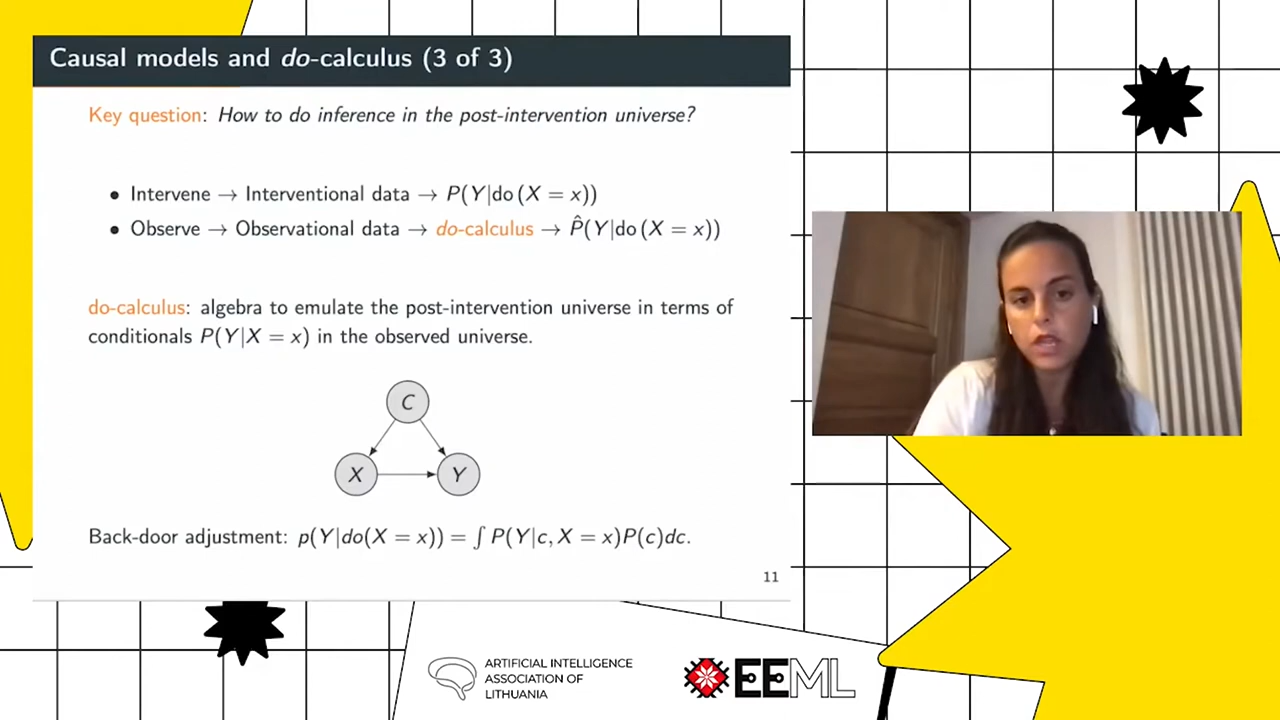 Causal models and do-calculus (3 of 3)
Key question: How to do inference in the post-intervention universe?
• Intervene → Interventional data → P(Y|do (X = x))
• Observe → Observational data → do-calculus → P̂(Y|do (X = x))
do-calculus: algebra to emulate the post-intervention universe in terms of
conditionals P(Y|X = x) in the observed universe.
C
X
Y
Back-door adjustment: p(Y|do(X = x)) = ∫ P(Y|c, X = x)P(c)dc.
11
ARTIFICIAL INTELLIGENCE
ASSOCIATION OF
LITHUANIA
EEML